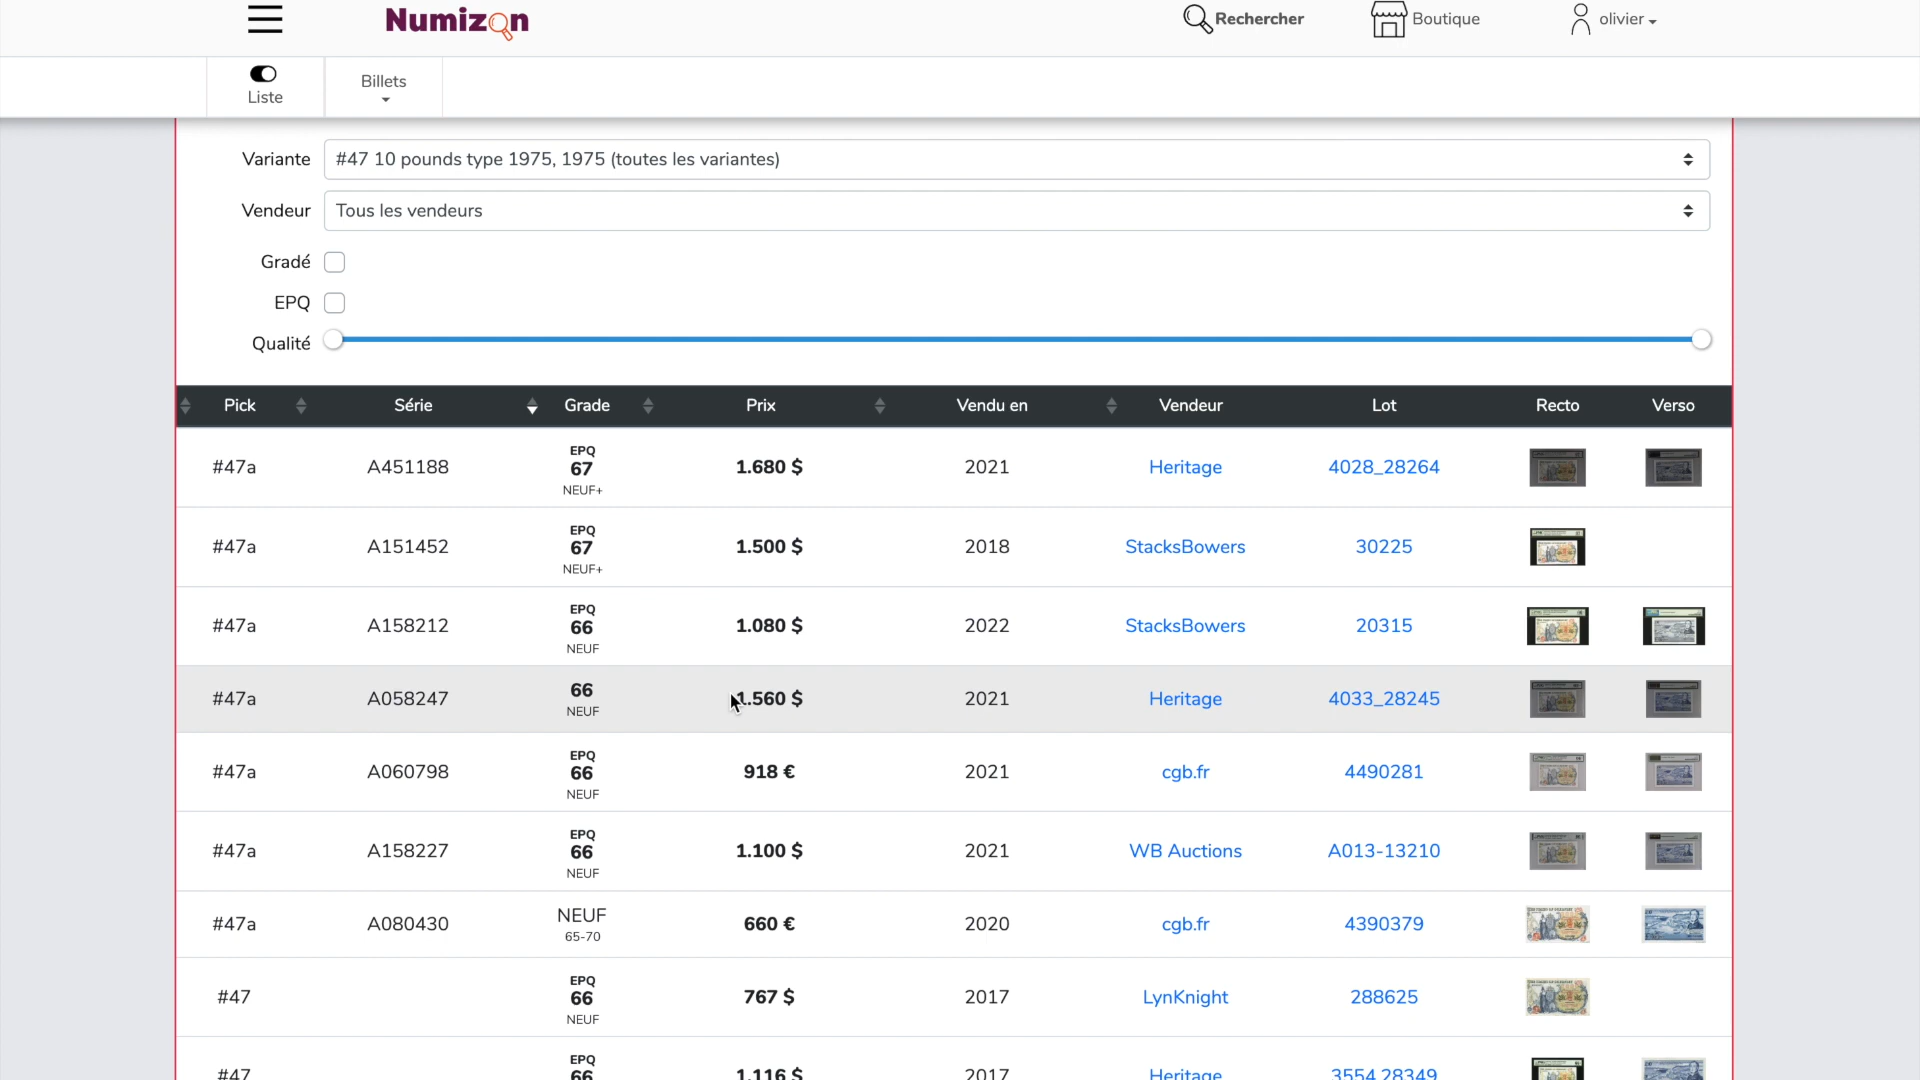 Numizon
Rechercher
Boutique
olivier
Liste
Billets
Variante #47 10 pounds type 1975, 1975 (toutes les variantes)
Vendeur Tous les vendeurs
Gradé
EPQ
Qualité
Pick Série Grade Prix Vendu en Vendeur Lot Recto Verso
#47a A451188 EPQ 67 NEUF+ 1.680 $ 2021 Heritage 4028_28264
#47a A151452 EPQ 67 NEUF+ 1.500 $ 2018 StacksBowers 30225
#47a A158212 EPQ 66 NEUF 1.080 $ 2022 StacksBowers 20315
#47a A058247 66 NEUF 1.560 $ 2021 Heritage 4033_28245
#47a A060798 EPQ 66 NEUF 918 € 2021 cgb.fr 4490281
#47a A158227 EPQ 66 NEUF 1.100 $ 2021 WB Auctions A013-13210
#47a A080430 NEUF 65-70 660 € 2020 cgb.fr 4390379
#47 EPQ 66 NEUF 767 $ 2017 LynKnight 288625
#47 EPQ 66 1.116 $ 2017 Heritage 3554 28349